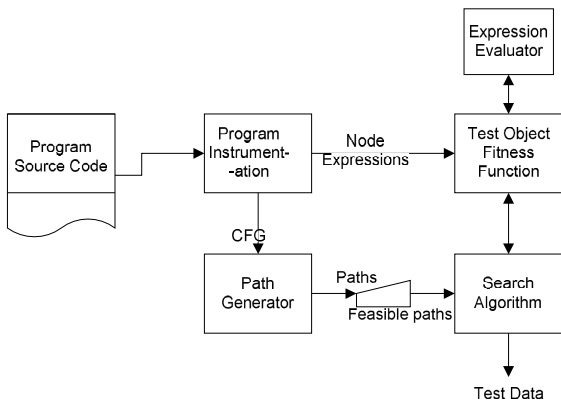 Expression
Evaluator
Program
Source Code
Program
Instrument-
-ation
Node
Expressions
Test Object
Fitness
Function
CFG
Path
Generator
Paths
Feasible paths
Search
Algorithm
Test Data